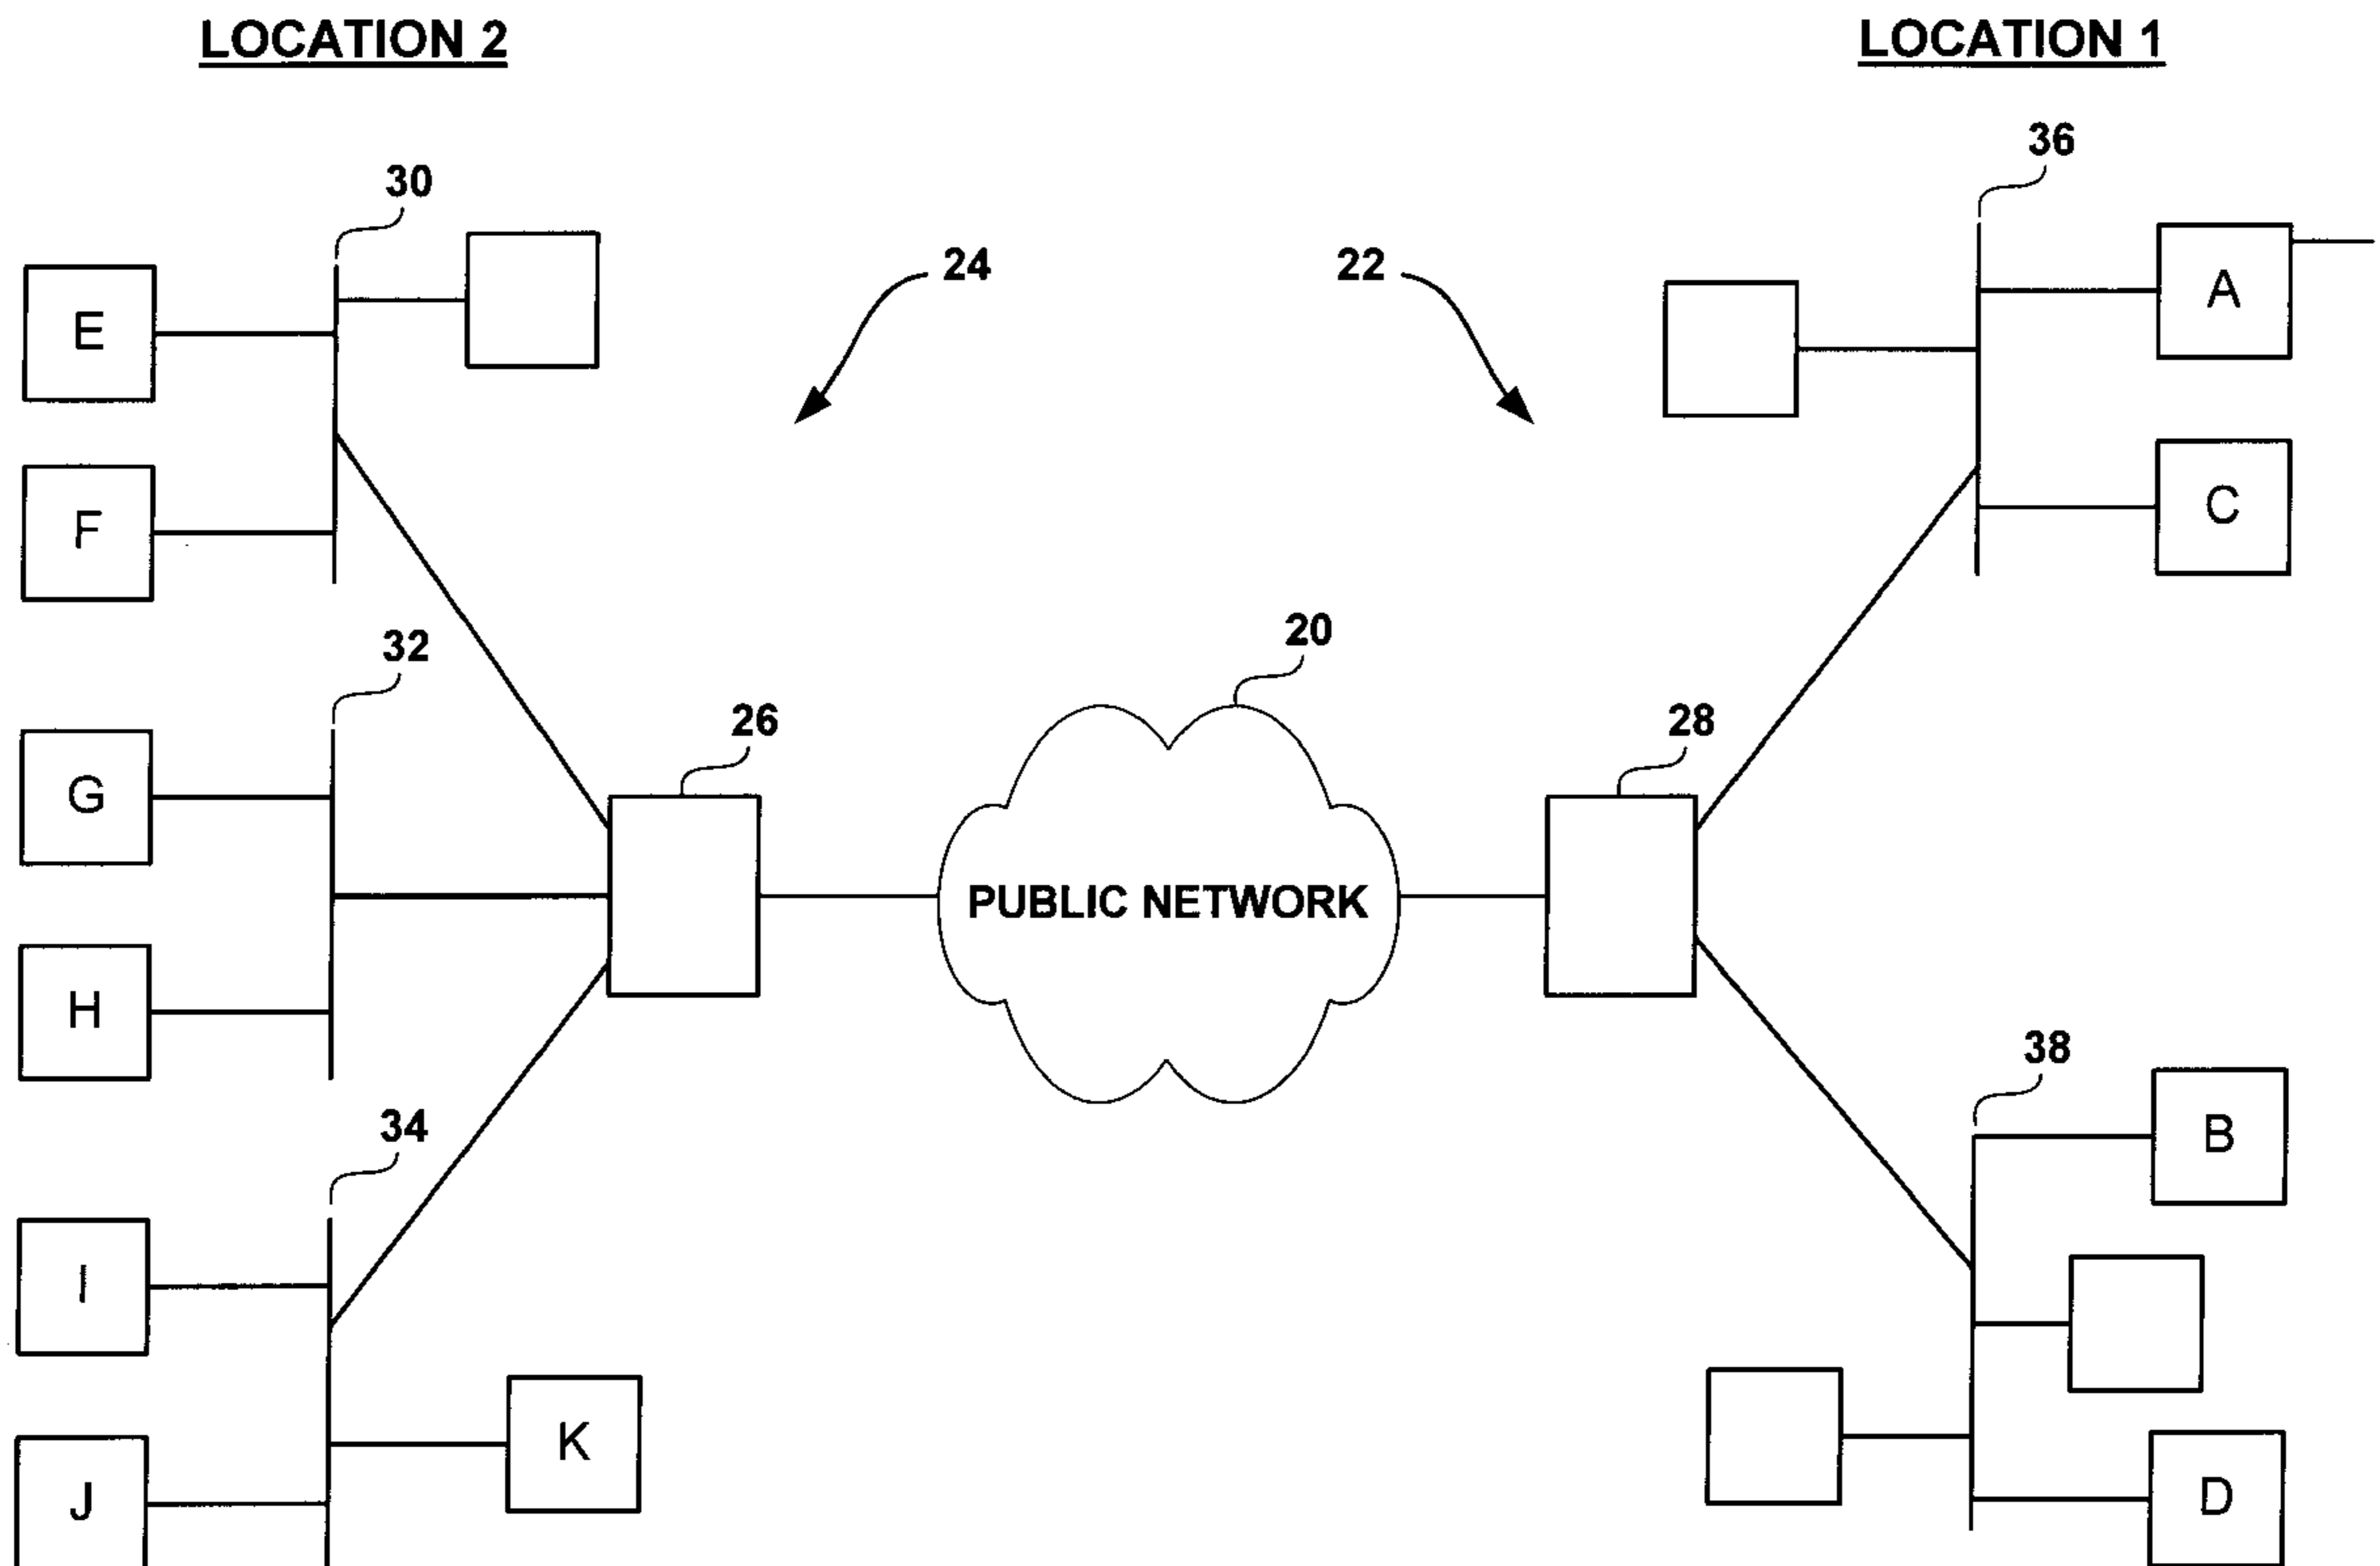 LOCATION 2
LOCATION 1
36
30
24
22
E
A
F
C
20
32
26
28
G
PUBLIC NETWORK
H
38
34
B
I
K
J
D